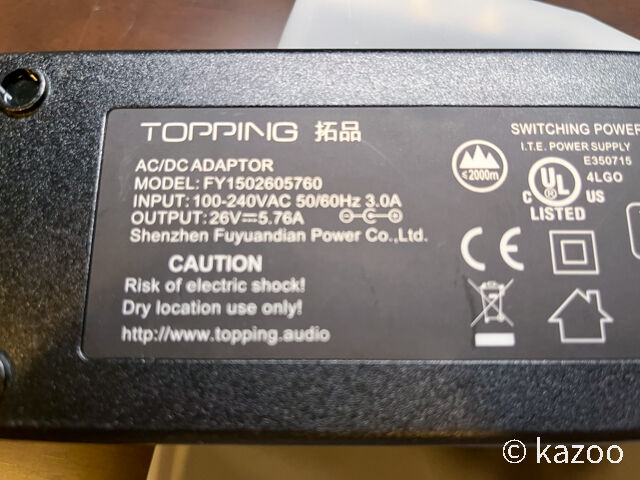 TOPPING 拓品
AC/DC ADAPTOR
MODEL: FY1502605760
INPUT: 100-240VAC 50/60Hz 3.0A
OUTPUT: 26V⎓5.76A
Shenzhen Fuyuandian Power Co.,Ltd.
CAUTION
Risk of electric shock!
Dry location use only!
http://www.topping.audio
SWITCHING POWER
I.T.E. POWER SUPPLY
E350715
4LGO
≤2000m
C UL US
LISTED
CE
© kazoo